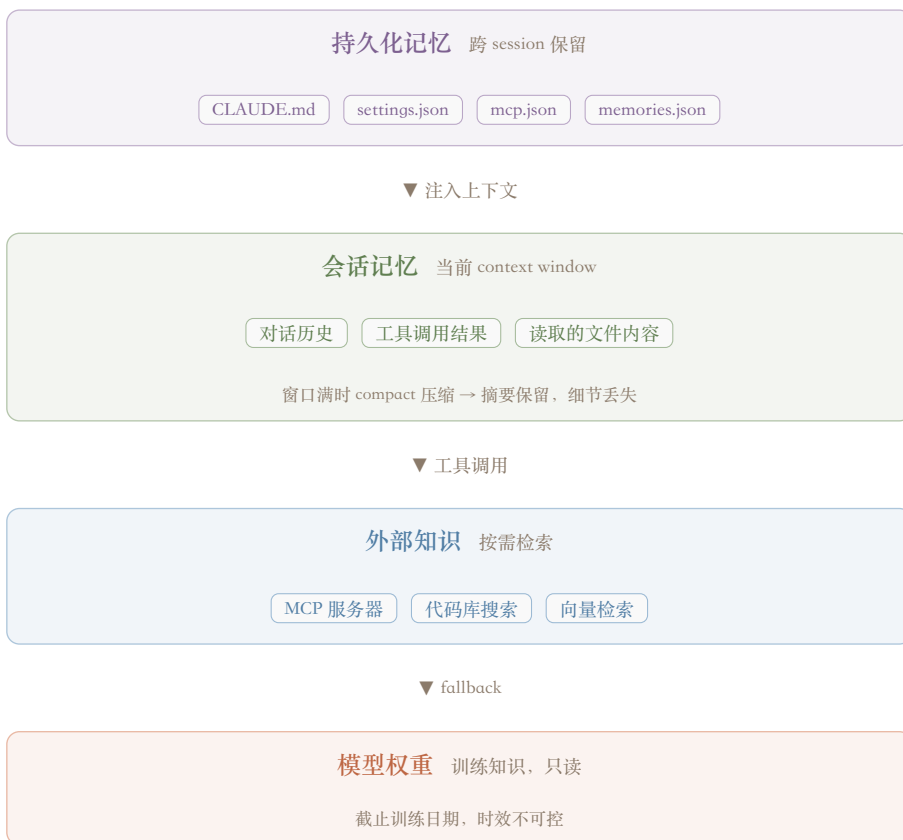 持久化记忆 跨 session 保留
CLAUDE.md settings.json mcp.json memories.json
▼ 注入上下文
会话记忆 当前 context window
对话历史 工具调用结果 读取的文件内容
窗口满时 compact 压缩 → 摘要保留，细节丢失
▼ 工具调用
外部知识 按需检索
MCP 服务器 代码库搜索 向量检索
▼ fallback
模型权重 训练知识，只读
截止训练日期，时效不可控